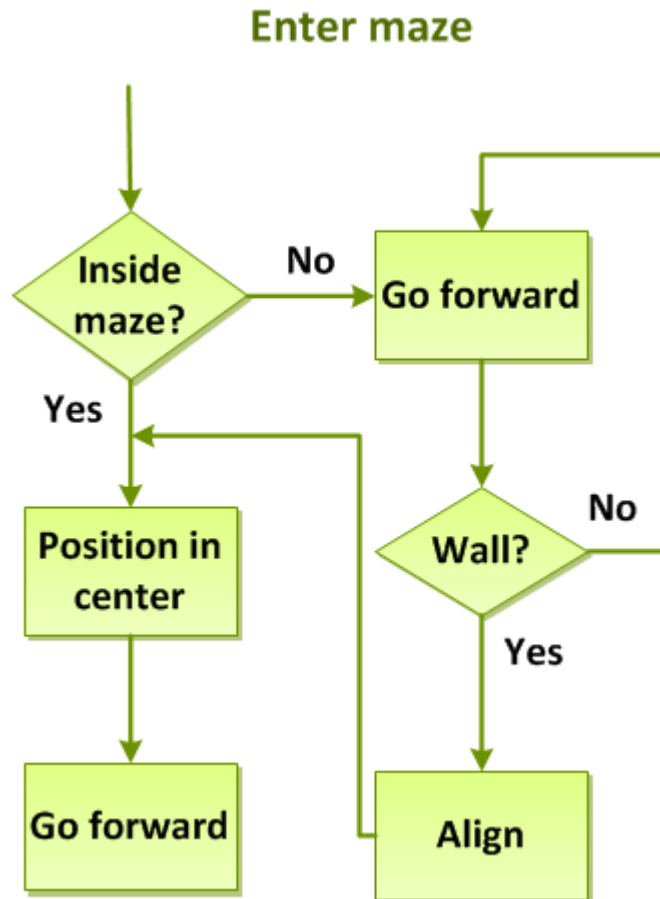 Enter maze
Inside
maze?
No
Go forward
Yes
Position in
center
Wall?
No
Yes
Go forward
Align